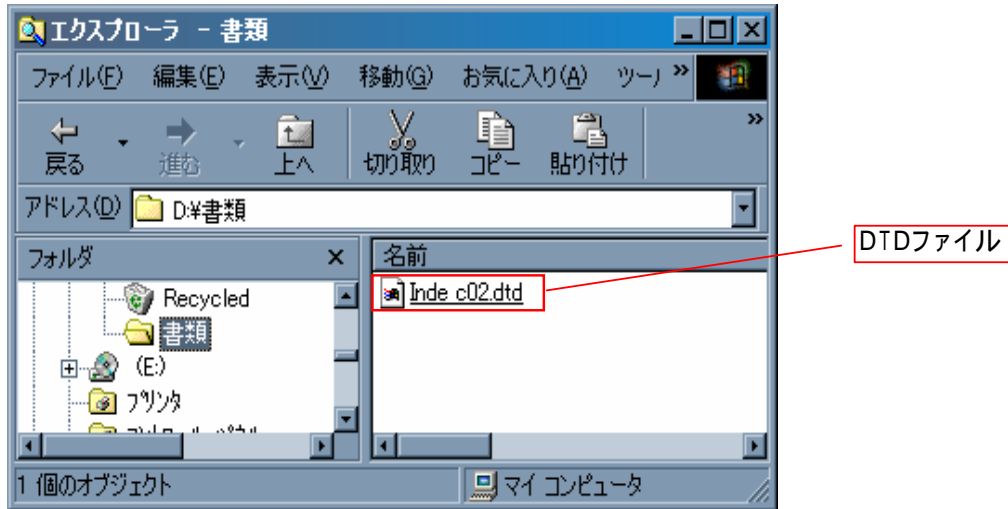 エクスプローラ - 書類
ファイル(F) 編集(E) 表示(V) 移動(G) お気に入り(A) ツール »
戻る 進む 上へ 切り取り コピー 貼り付け »
アドレス(D) D:¥書類
フォルダ × 名前
DTDファイル
Recycled
Inde c02.dtd
書類
(E:)
プリンタ
1 個のオブジェクト マイ コンピュータ